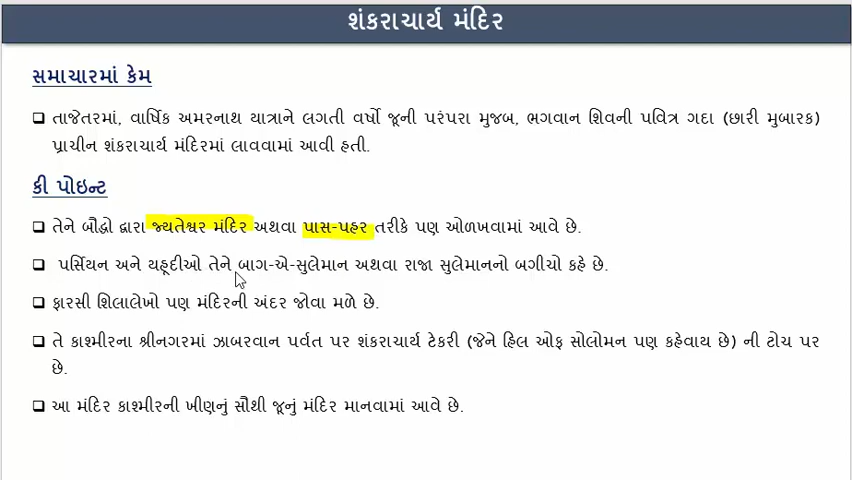 શંકરાચાર્ય મંદિર
સમાચારમાં કેમ
❑ તાજેતરમાં, વાર્ષિક અમરનાથ યાત્રાને લગતી વર્ષો જૂની પરંપરા મુજબ, ભગવાન શિવની પવિત્ર ગદા (છારી મુબારક)
પ્રાચીન શંકરાચાર્ય મંદિરમાં લાવવામાં આવી હતી.
કી પોઇન્ટ
❑ તેને બૌદ્ધો દ્વારા જ્યતેશ્વર મંદિર અથવા પાસ-પહર તરીકે પણ ઓળખવામાં આવે છે.
❑ પર્સિયન અને યહૂદીઓ તેને બાગ-એ-સુલેમાન અથવા રાજા સુલેમાનનો બગીચો કહે છે.
❑ ફારસી શિલાલેખો પણ મંદિરની અંદર જોવા મળે છે.
❑ તે કાશ્મીરના શ્રીનગરમાં ઝાબરવાન પર્વત પર શંકરાચાર્ય ટેકરી (જેને હિલ ઓફ સોલોમન પણ કહેવાય છે) ની ટોચ પર
છે.
❑ આ મંદિર કાશ્મીરની ખીણનું સૌથી જૂનું મંદિર માનવામાં આવે છે.